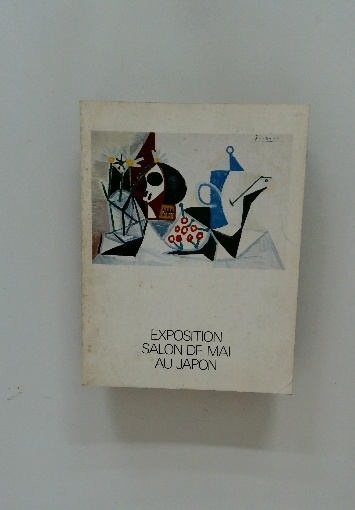 EXPOSITION
SALON DE MAI
AU JAPON